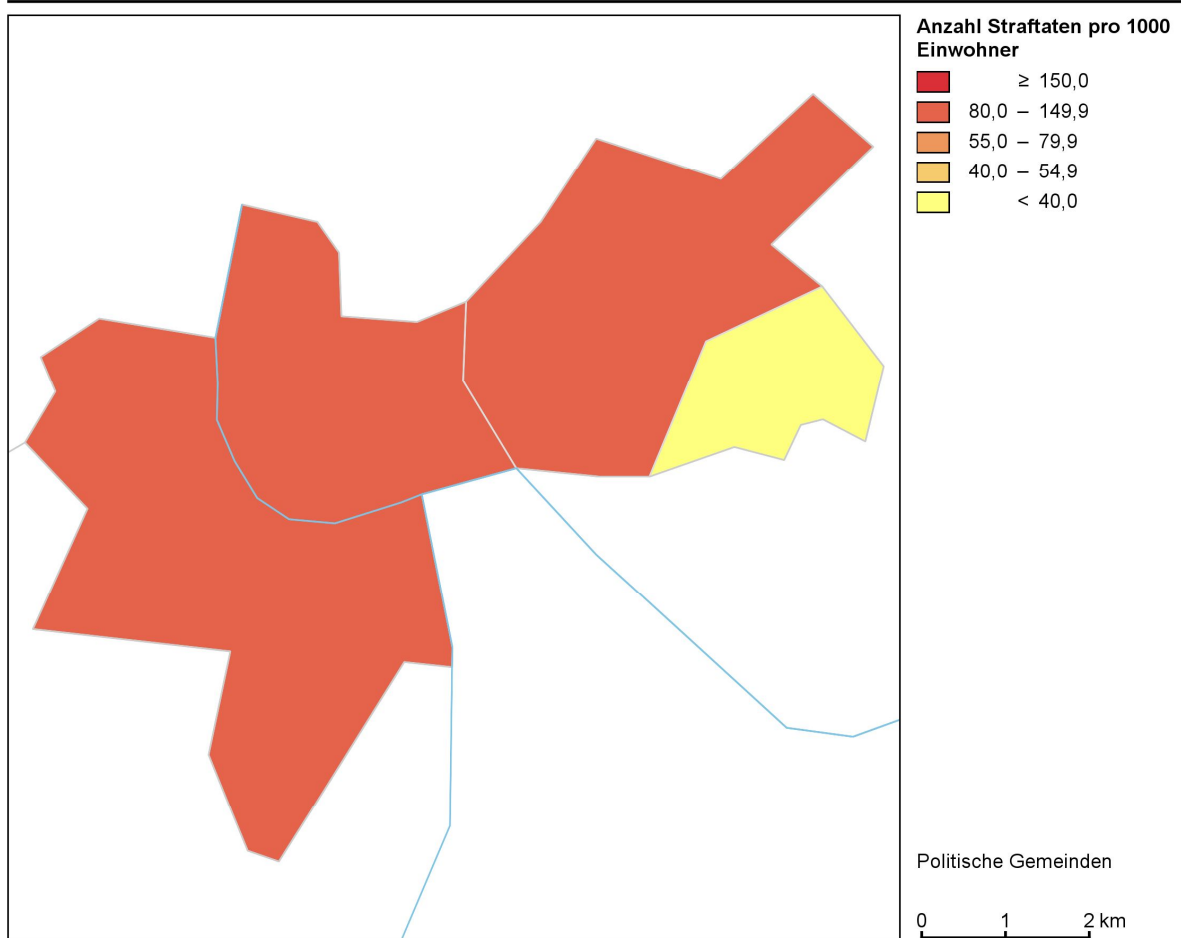 Anzahl Straftaten pro 1000
Einwohner
≥ 150,0
80,0 – 149,9
55,0 – 79,9
40,0 – 54,9
< 40,0
Politische Gemeinden
0 1 2 km